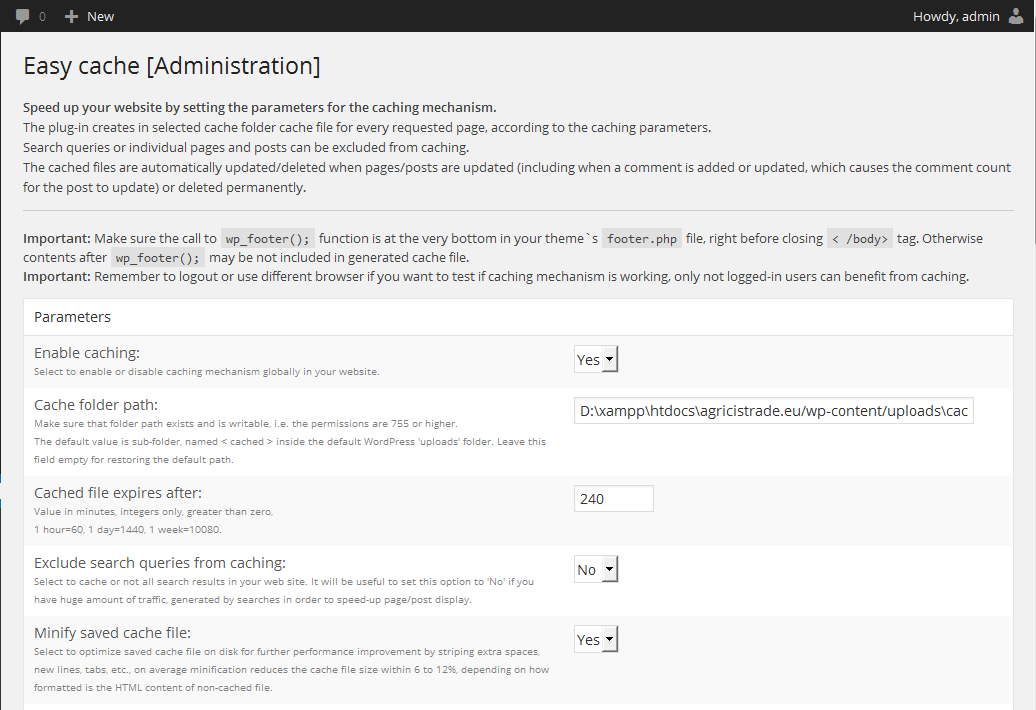 0 New Howdy, admin
Easy cache [Administration]
Speed up your website by setting the parameters for the caching mechanism.
The plug-in creates in selected cache folder cache file for every requested page, according to the caching parameters.
Search queries or individual pages and posts can be excluded from caching.
The cached files are automatically updated/deleted when pages/posts are updated (including when a comment is added or updated, which causes the comment count
for the post to update) or deleted permanently.
Important: Make sure the call to wp_footer(); function is at the very bottom in your theme`s footer.php file, right before closing < /body> tag. Otherwise
contents after wp_footer(); may be not included in generated cache file.
Important: Remember to logout or use different browser if you want to test if caching mechanism is working, only not logged-in users can benefit from caching.
Parameters
Enable caching:
Select to enable or disable caching mechanism globally in your website.
Yes
Cache folder path:
Make sure that folder path exists and is writable, i.e. the permissions are 755 or higher.
The default value is sub-folder, named < cached > inside the default WordPress 'uploads' folder. Leave this
field empty for restoring the default path.
D:\xampp\htdocs\agricistrade.eu/wp-content/uploads\cac
Cached file expires after:
Value in minutes, integers only, greater than zero,
1 hour=60, 1 day=1440, 1 week=10080.
240
Exclude search queries from caching:
Select to cache or not all search results in your web site. It will be useful to set this option to 'No' if you
have huge amount of traffic, generated by searches in order to speed-up page/post display.
No
Minify saved cache file:
Select to optimize saved cache file on disk for further performance improvement by striping extra spaces,
new lines, tabs, etc., on average minification reduces the cache file size within 6 to 12%, depending on how
formatted is the HTML content of non-cached file.
Yes